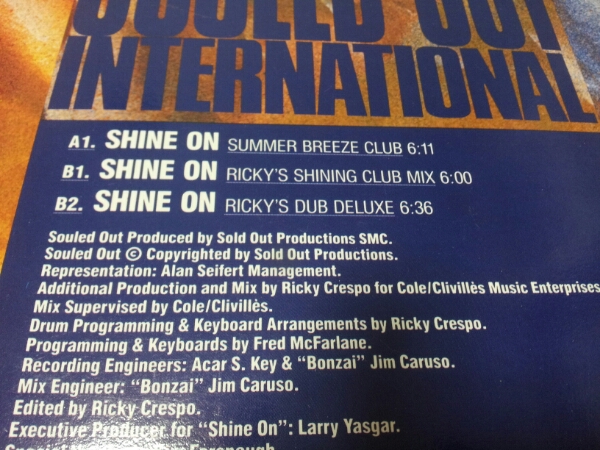 SOULED OUT
INTERNATIONAL
A1. SHINE ON SUMMER BREEZE CLUB 6:11
B1. SHINE ON RICKY'S SHINING CLUB MIX 6:00
B2. SHINE ON RICKY'S DUB DELUXE 6:36
Souled Out Produced by Sold Out Productions SMC.
Souled Out © Copyrighted by Sold Out Productions.
Representation: Alan Seifert Management.
Additional Production and Mix by Ricky Crespo for Cole/Clivillès Music Enterprises
Mix Supervised by Cole/Clivillès.
Drum Programming & Keyboard Arrangements by Ricky Crespo.
Programming & Keyboards by Fred McFarlane.
Recording Engineers: Acar S. Key & "Bonzai" Jim Caruso.
Mix Engineer: "Bonzai" Jim Caruso.
Edited by Ricky Crespo.
Executive Producer for "Shine On": Larry Yasgar.